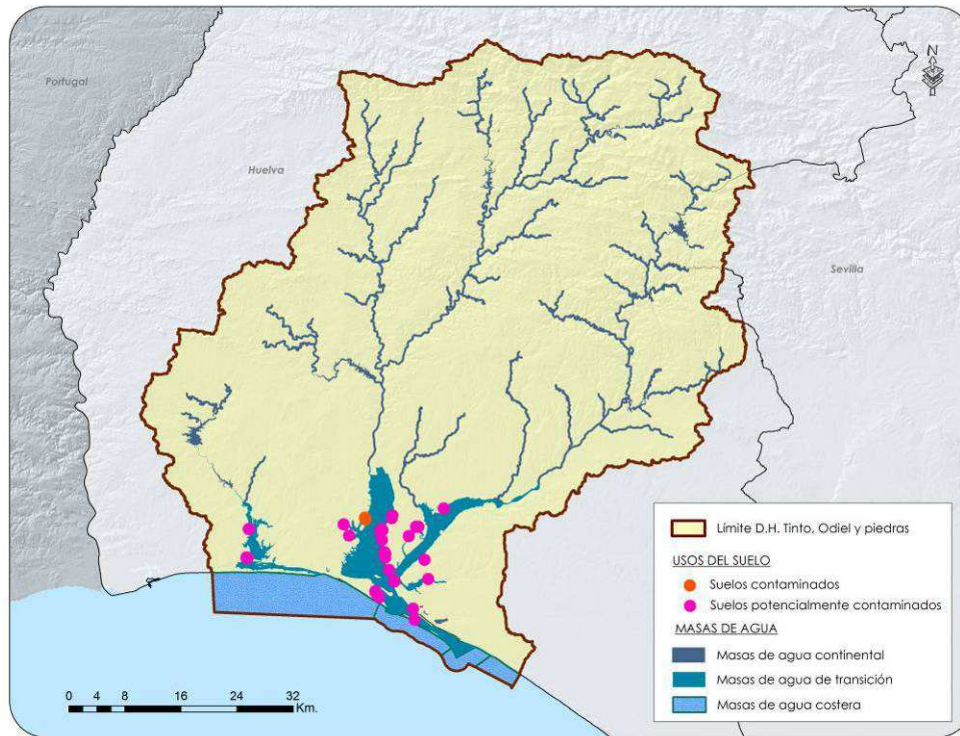 Portugal
N
Huelva
Sevilla
Límite D.H. Tinto, Odiel y piedras
USOS DEL SUELO
Suelos contaminados
Suelos potencialmente contaminados
MASAS DE AGUA
Masas de agua continental
Masas de agua de transición
Masas de agua costera
0 4 8 16 24 32
Km.